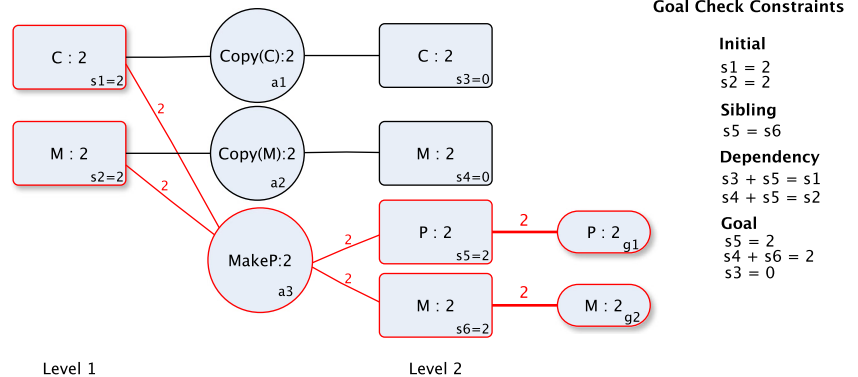 Goal Check Constraints
C : 2
s1=2
Copy(C):2
a1
C : 2
s3=0
Initial
s1 = 2
s2 = 2
2
M : 2
s2=2
Copy(M):2
a2
M : 2
s4=0
Sibling
s5 = s6
Dependency
s3 + s5 = s1
s4 + s5 = s2
2
MakeP:2
a3
2
P : 2
s5=2
2
P : 2
g1
Goal
s5 = 2
s4 + s6 = 2
s3 = 0
2
M : 2
s6=2
2
M : 2
g2
Level 1
Level 2